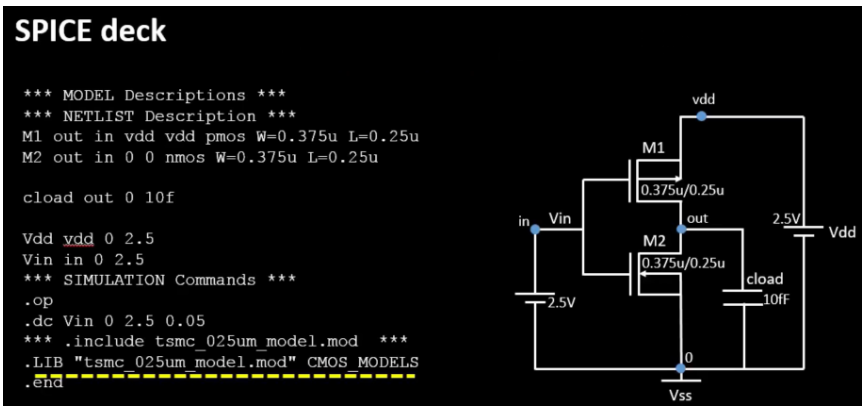 SPICE deck
*** MODEL Descriptions ***
*** NETLIST Description ***
M1 out in vdd vdd pmos W=0.375u L=0.25u
M2 out in 0 0 nmos W=0.375u L=0.25u
cload out 0 10f
Vdd vdd 0 2.5
Vin in 0 2.5
*** SIMULATION Commands ***
.op
.dc Vin 0 2.5 0.05
*** .include tsmc_025um_model.mod ***
.LIB "tsmc_025um_model.mod" CMOS_MODELS
.end
vdd
M1
0.375u/0.25u
in
Vin
out
2.5V
Vdd
M2
0.375u/0.25u
cload
10fF
2.5V
0
Vss